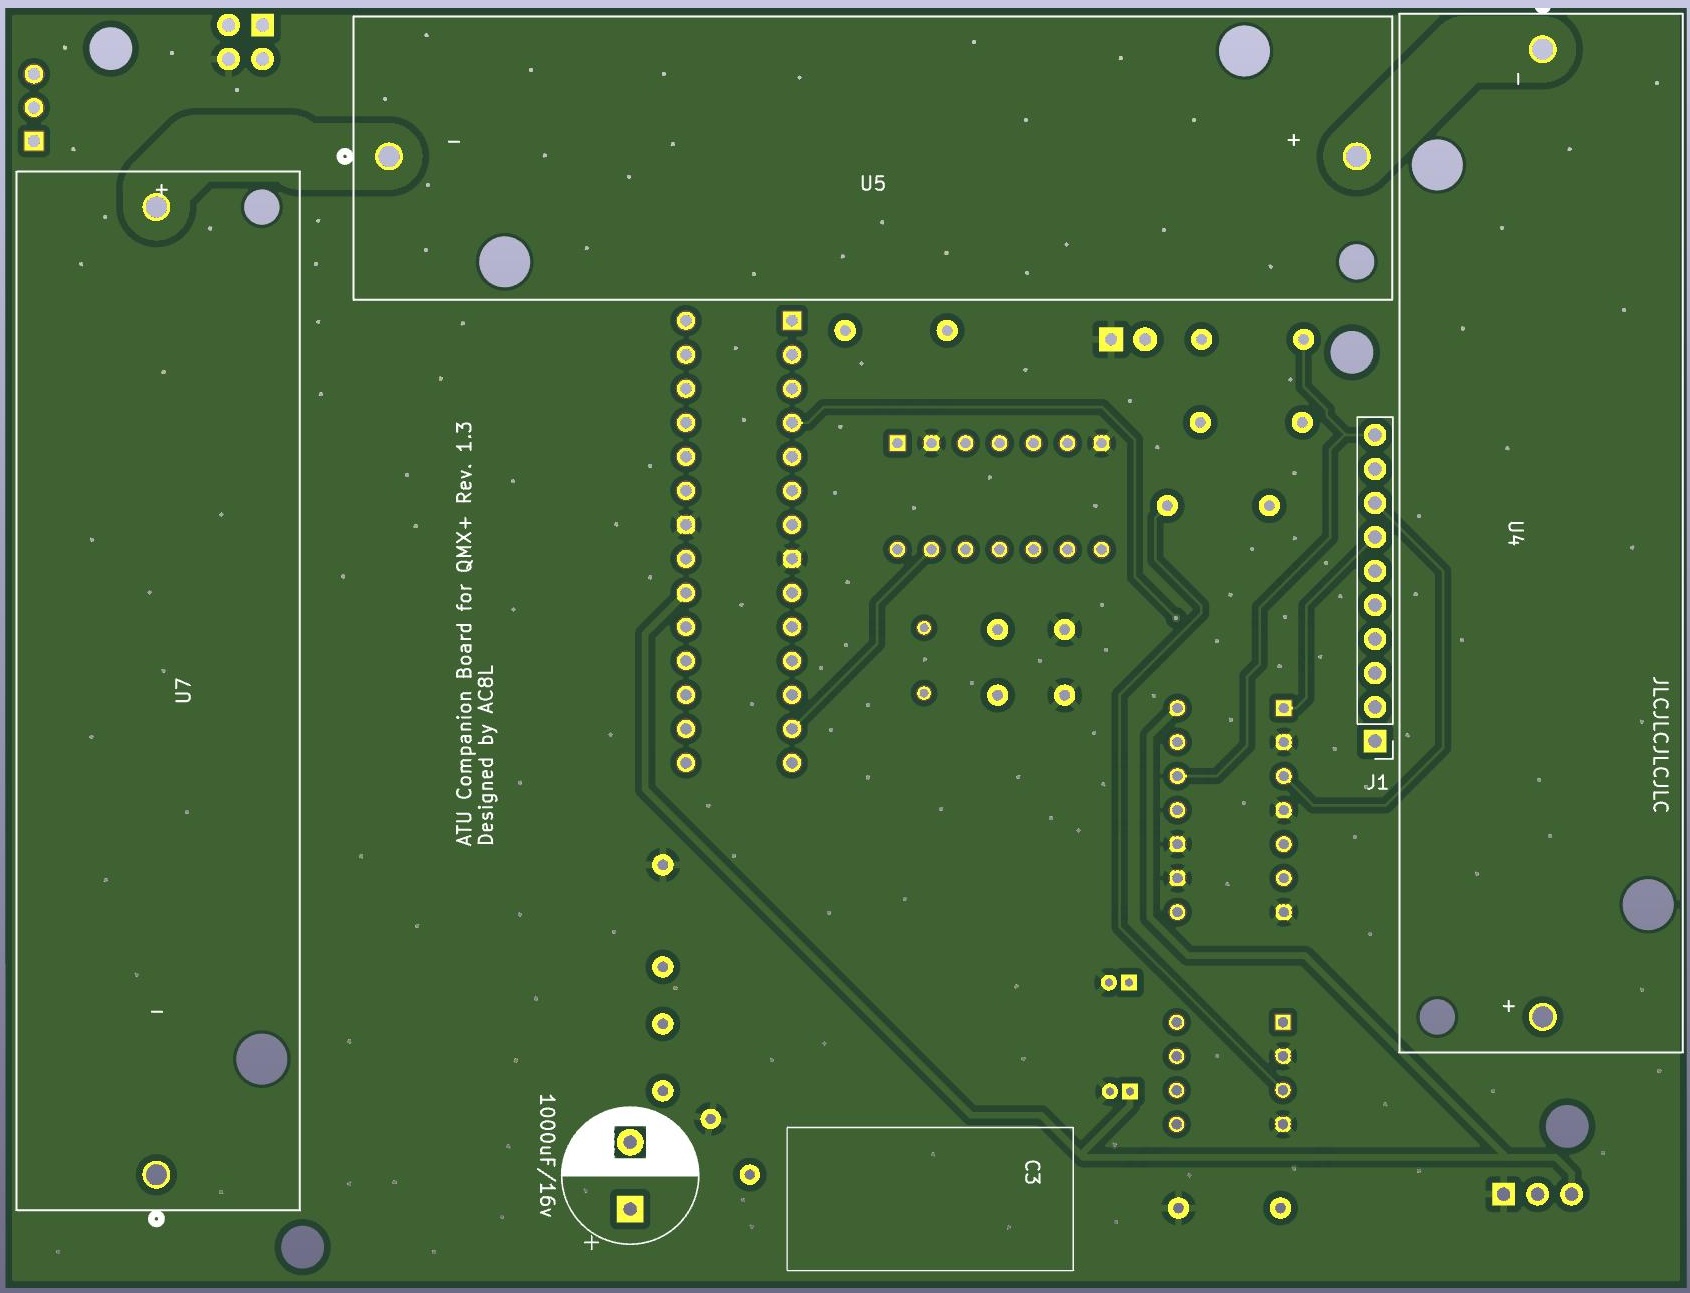 −
+
−
+
U5
+
U4
ATU Companion Board for QMX+ Rev. 1.3
Designed by AC8L
U7
JLCJLCJLCJLC
J1
−
+
1000uF/16v
C3
+